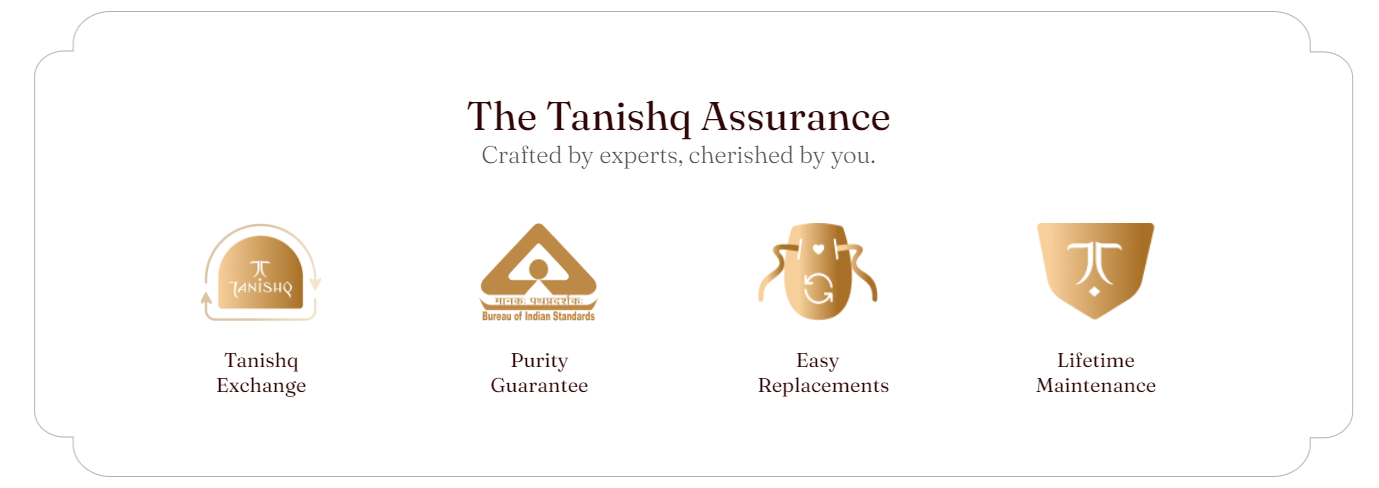 The Tanishq Assurance
Crafted by experts, cherished by you.
TANISHQ
मानकः पथप्रदर्शकः
Bureau of Indian Standards
Tanishq
Exchange
Purity
Guarantee
Easy
Replacements
Lifetime
Maintenance